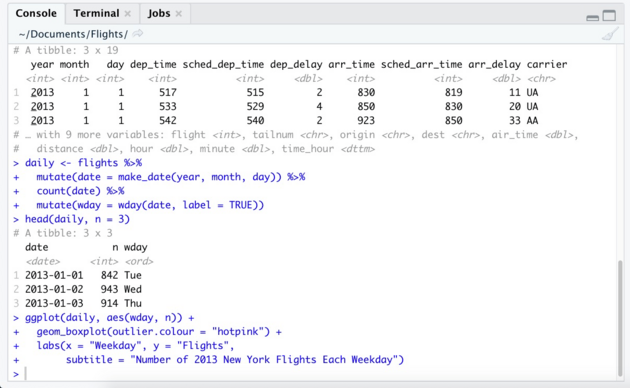 Console Terminal × Jobs ×
~/Documents/Flights/
# A tibble: 3 x 19
year month day dep_time sched_dep_time dep_delay arr_time sched_arr_time arr_delay carrier
<int> <int> <int> <int> <int> <dbl> <int> <int> <dbl> <chr>
1 2013 1 1 517 515 2 830 819 11 UA
2 2013 1 1 533 529 4 850 830 20 UA
3 2013 1 1 542 540 2 923 850 33 AA
# … with 9 more variables: flight <int>, tailnum <chr>, origin <chr>, dest <chr>, air_time <dbl>,
# distance <dbl>, hour <dbl>, minute <dbl>, time_hour <dttm>
> daily <- flights %>%
+ mutate(date = make_date(year, month, day)) %>%
+ count(date) %>%
+ mutate(wday = wday(date, label = TRUE))
> head(daily, n = 3)
# A tibble: 3 x 3
date n wday
<date> <int> <ord>
1 2013-01-01 842 Tue
2 2013-01-02 943 Wed
3 2013-01-03 914 Thu
> ggplot(daily, aes(wday, n)) +
+ geom_boxplot(outlier.colour = "hotpink") +
+ labs(x = "Weekday", y = "Flights",
+ subtitle = "Number of 2013 New York Flights Each Weekday")
>